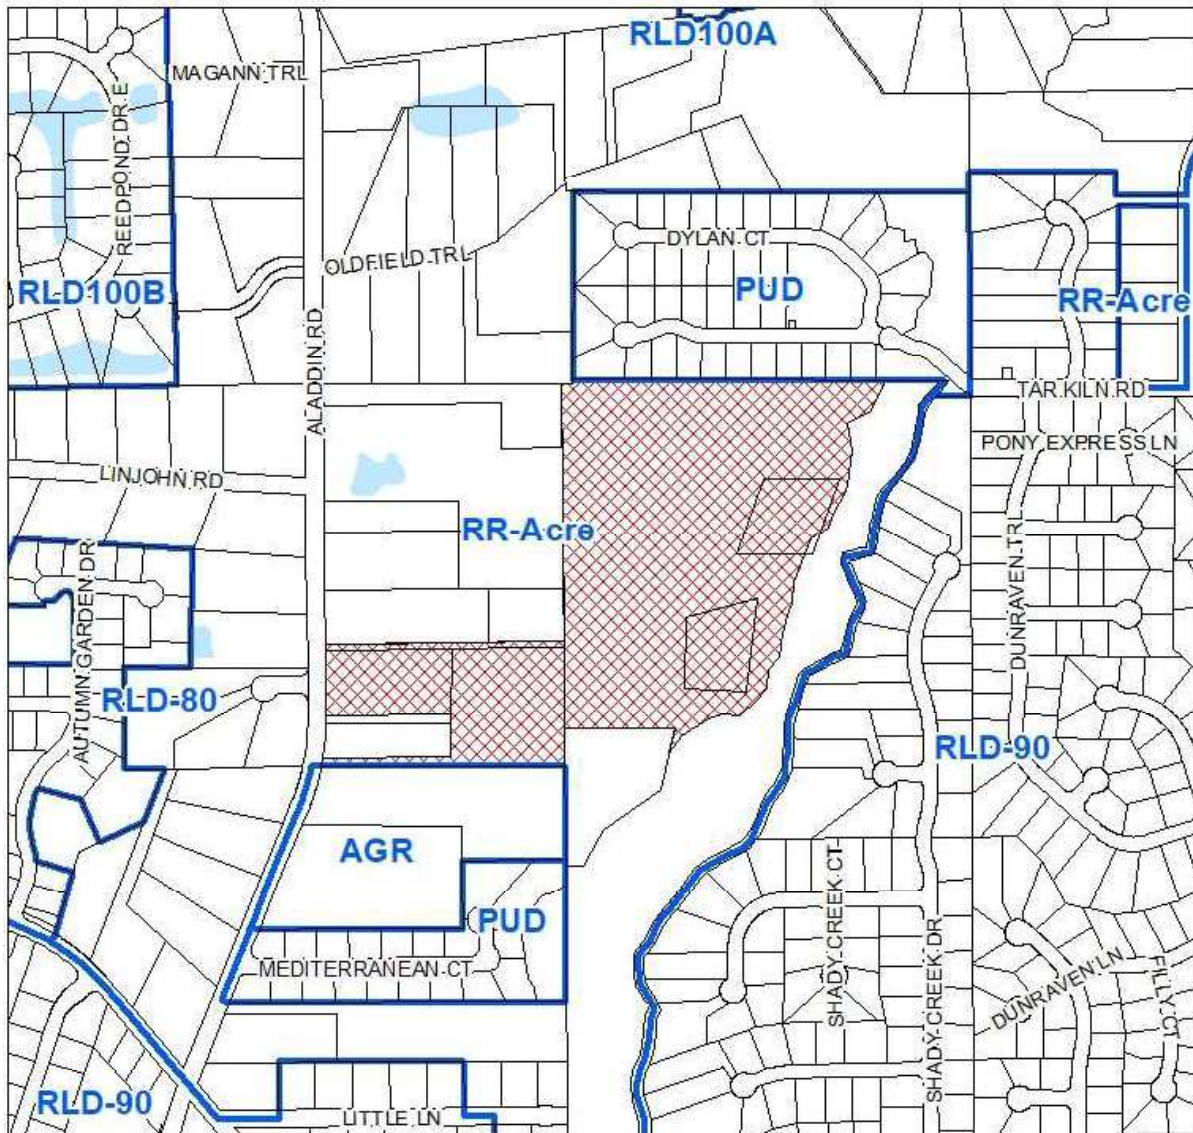 RLD100A
MAGANN TRL
REEDPOND DR E
DYLAN CT
OLDFIELD TRL
RLD100B
PUD
RR-Acre
ALADDIN RD
TAR KILN RD
PONY EXPRESS LN
LINJOHN RD
RR-Acre
DUNRAVEN TRL
AUTUMN GARDEN DR
RLD-80
RLD-90
AGR
PUD
SHADY CREEK CT
MEDITERRANEAN CT
SHADY CREEK DR
DUNRAVEN LN
FILLY CT
RLD-90
LITTLE LN